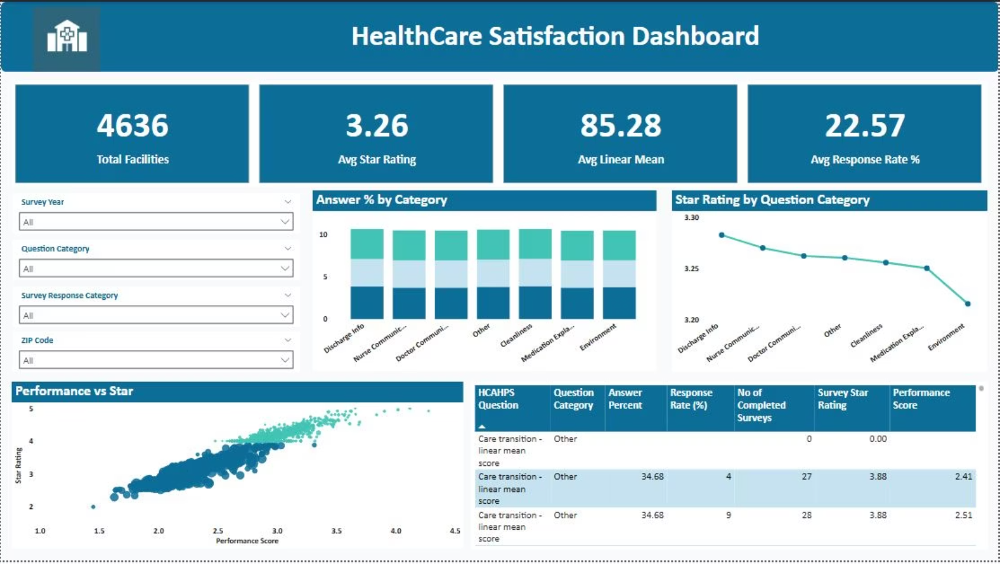 HealthCare Satisfaction Dashboard
4636
Total Facilities
3.26
Avg Star Rating
85.28
Avg Linear Mean
22.57
Avg Response Rate %
Survey Year
All
Question Category
All
Survey Response Category
All
ZIP Code
All
Answer % by Category
10
5
0
Discharge Info
Nurse Communic...
Doctor Communi...
Other
Cleanliness
Medication Expla...
Environment
Star Rating by Question Category
3.30
3.25
3.20
Discharge Info
Nurse Communic...
Doctor Communi...
Other
Cleanliness
Medication Expla...
Environment
Performance vs Star
Star Rating
5
4
3
2
1.0 1.5 2.0 2.5 3.0 3.5 4.0 4.5
Performance Score
HCAHPS Question Category Answer Percent Response Rate (%) No of Completed Surveys Survey Star Rating Performance Score
Question
Care transition - Other 0 0.00
linear mean
score
Care transition - Other 34.68 4 27 3.88 2.41
linear mean
score
Care transition - Other 34.68 9 28 3.88 2.51
linear mean
score